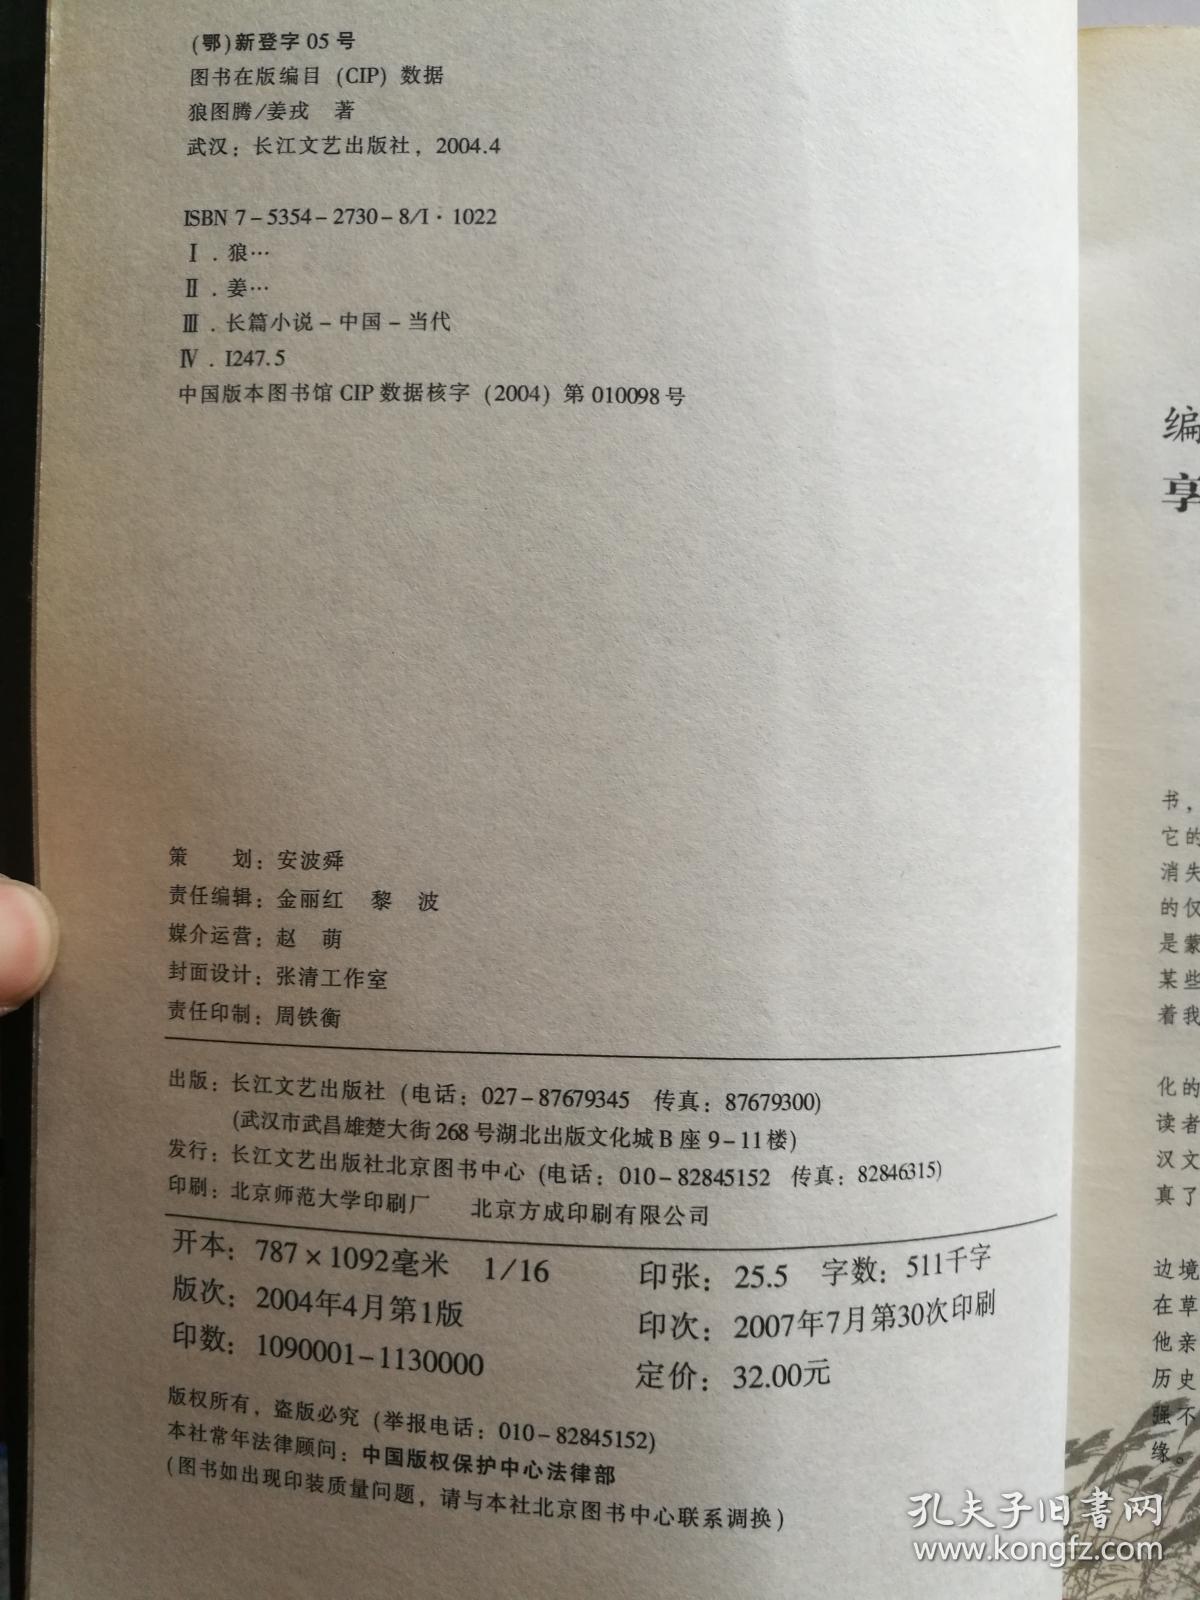 (鄂)新登字 05 号
图书在版编目 (CIP) 数据
狼图腾/姜戎 著
武汉：长江文艺出版社，2004.4
ISBN 7-5354-2730-8/I·1022
Ⅰ.狼…
Ⅱ.姜…
Ⅲ.长篇小说-中国-当代
Ⅳ.I247.5
中国版本图书馆 CIP 数据核字 (2004) 第 010098 号
策 划：安波舜
责任编辑：金丽红 黎 波
媒介运营：赵 萌
封面设计：张清工作室
责任印制：周铁衡
出版：长江文艺出版社 (电话：027-87679345 传真：87679300)
(武汉市武昌雄楚大街 268 号湖北出版文化城 B 座 9-11 楼)
发行：长江文艺出版社北京图书中心 (电话：010-82845152 传真：82846315)
印刷：北京师范大学印刷厂 北京方成印刷有限公司
开本：787×1092毫米 1/16
印张：25.5 字数：511千字
版次：2004年4月第1版
印次：2007年7月第30次印刷
印数：1090001-1130000
定价：32.00元
版权所有，盗版必究 (举报电话：010-82845152)
本社常年法律顾问：中国版权保护中心法律部
(图书如出现印装质量问题，请与本社北京图书中心联系调换)
编
享
书，
它的
消失
的仅
是蒙
某些
着我
化的
读者
汉文
真了
边境
在草
他亲
历史
强不
缘。
孔夫子旧书网
www.kongfz.com